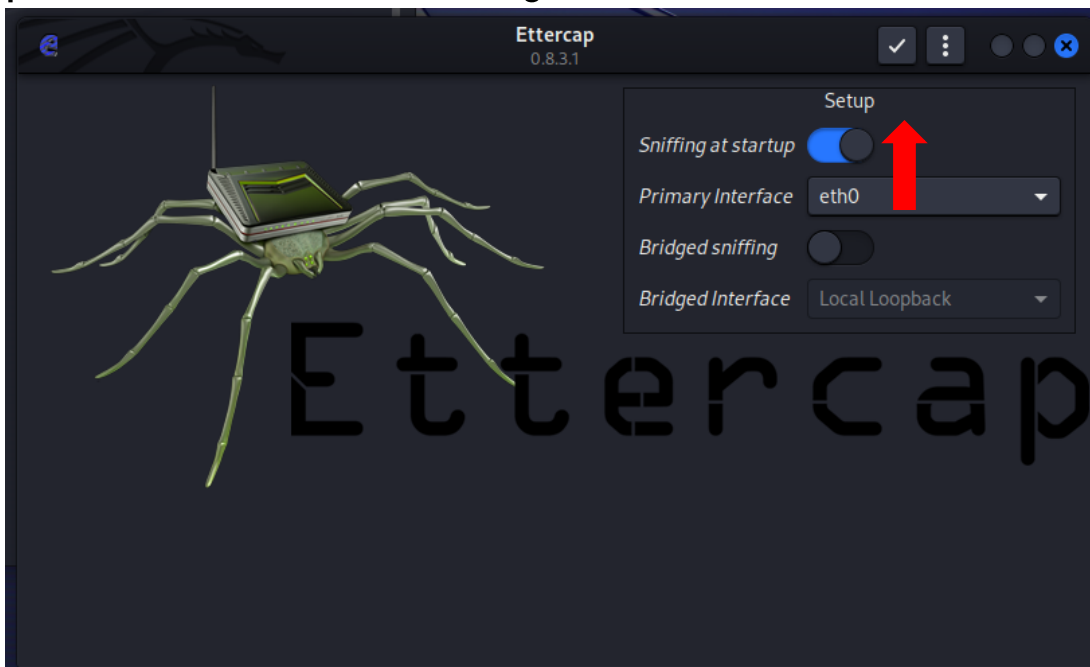 Ettercap
0.8.3.1
Setup
Sniffing at startup
Primary Interface eth0
Bridged sniffing
Bridged Interface Local Loopback
Ettercap